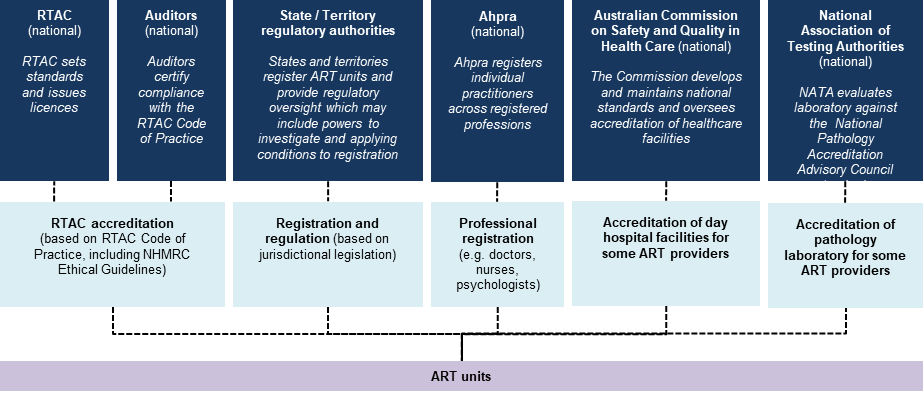 RTAC
(national)
RTAC sets
standards
and issues
licences
Auditors
(national)
Auditors
certify
compliance
with the
RTAC Code
of Practice
State / Territory
regulatory authorities
States and territories
register ART units and
provide regulatory
oversight which may
include powers to
investigate and applying
conditions to registration
Ahpra
(national)
Ahpra registers
individual
practitioners
across registered
professions
Australian Commission
on Safety and Quality in
Health Care (national)
The Commission develops
and maintains national
standards and oversees
accreditation of healthcare
facilities
National
Association of
Testing Authorities
(national)
NATA evaluates
laboratory against
the National
Pathology
Accreditation
Advisory Council
RTAC accreditation
(based on RTAC Code of
Practice, including NHMRC
Ethical Guidelines)
Registration and
regulation (based on
jurisdictional legislation)
Professional
registration
(e.g. doctors,
nurses,
psychologists)
Accreditation of day
hospital facilities for
some ART providers
Accreditation of
pathology
laboratory for some
ART providers
ART units